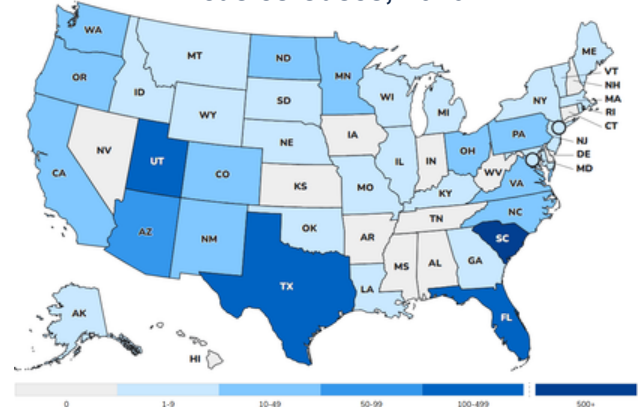 WA
MT
ND
MN
ME
VT
NH
MA
RI
CT
OR
ID
WY
SD
WI
MI
NY
NJ
DE
MD
NV
UT
CO
NE
IA
IL
IN
OH
PA
WV
VA
CA
AZ
NM
KS
MO
KY
NC
TN
SC
OK
AR
TX
LA
MS
AL
GA
FL
AK
HI
0
1-9
10-49
50-99
100-499
500+